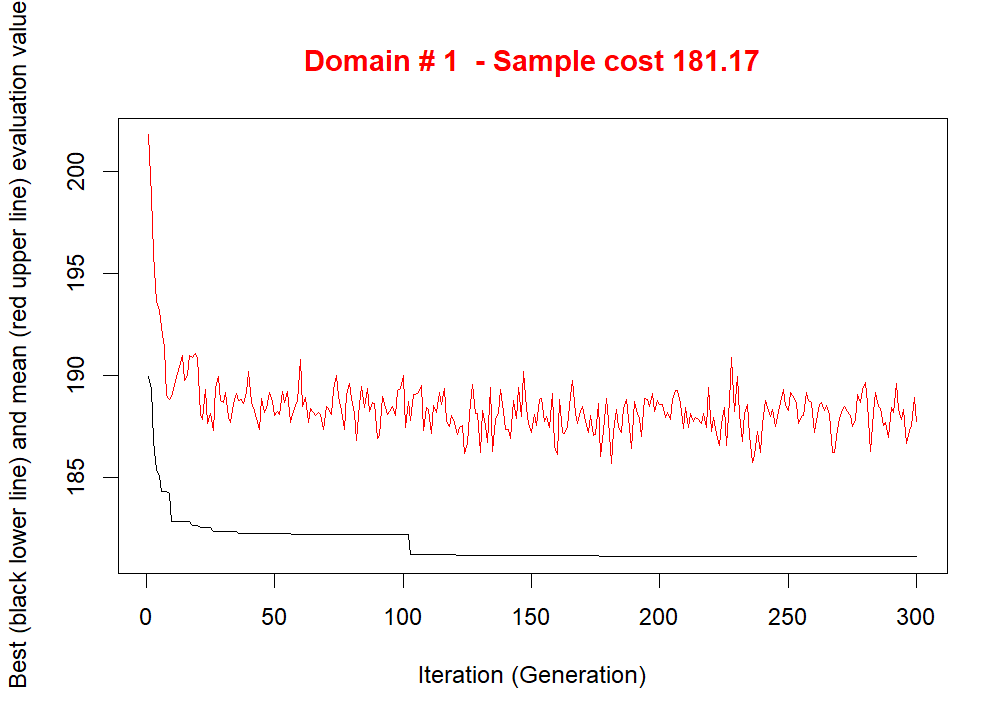 Domain # 1  - Sample cost 181.17
Best (black lower line) and mean (red upper line) evaluation value
200
195
190
185
0 50 100 150 200 250 300
Iteration (Generation)